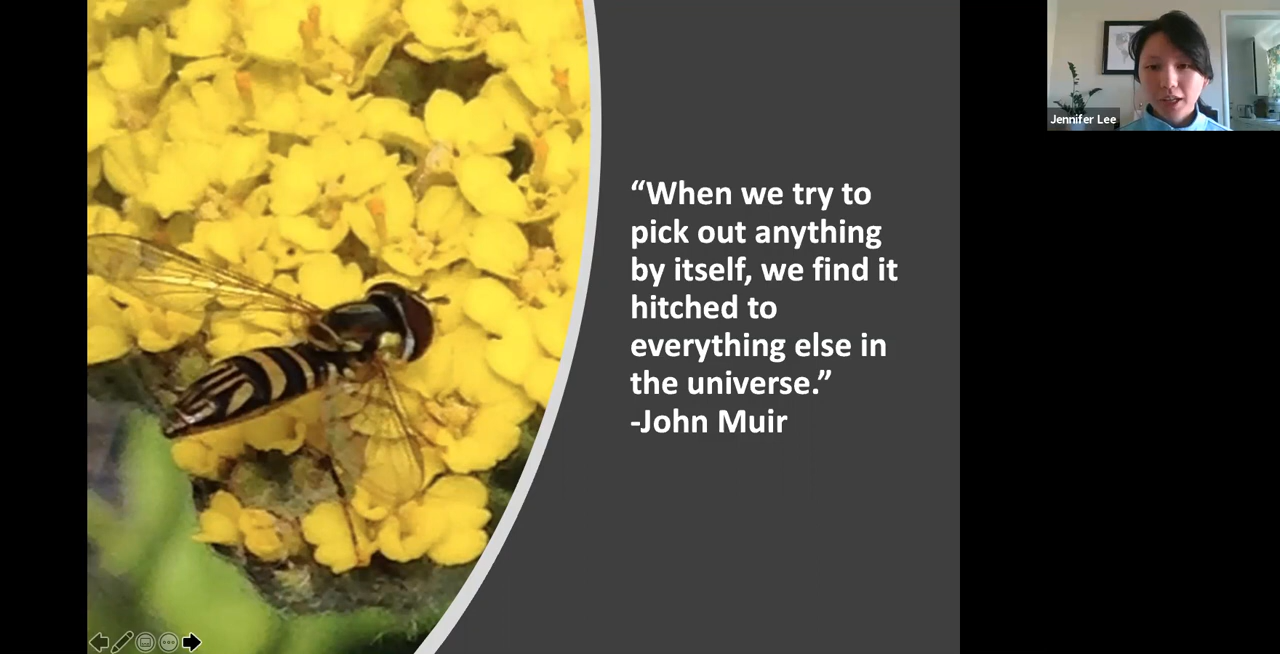 “When we try to
pick out anything
by itself, we find it
hitched to
everything else in
the universe.”
-John Muir
Jennifer Lee